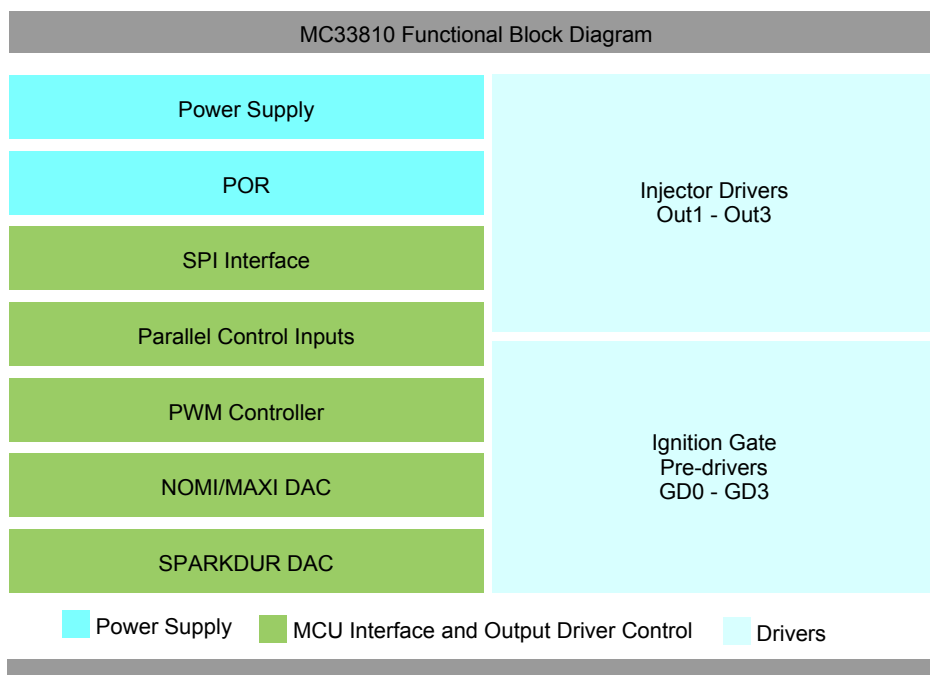 MC33810 Functional Block Diagram
Power Supply
POR
SPI Interface
Parallel Control Inputs
PWM Controller
NOMI/MAXI DAC
SPARKDUR DAC
Injector Drivers
Out1 - Out3
Ignition Gate
Pre-drivers
GD0 - GD3
Power Supply
MCU Interface and Output Driver Control
Drivers